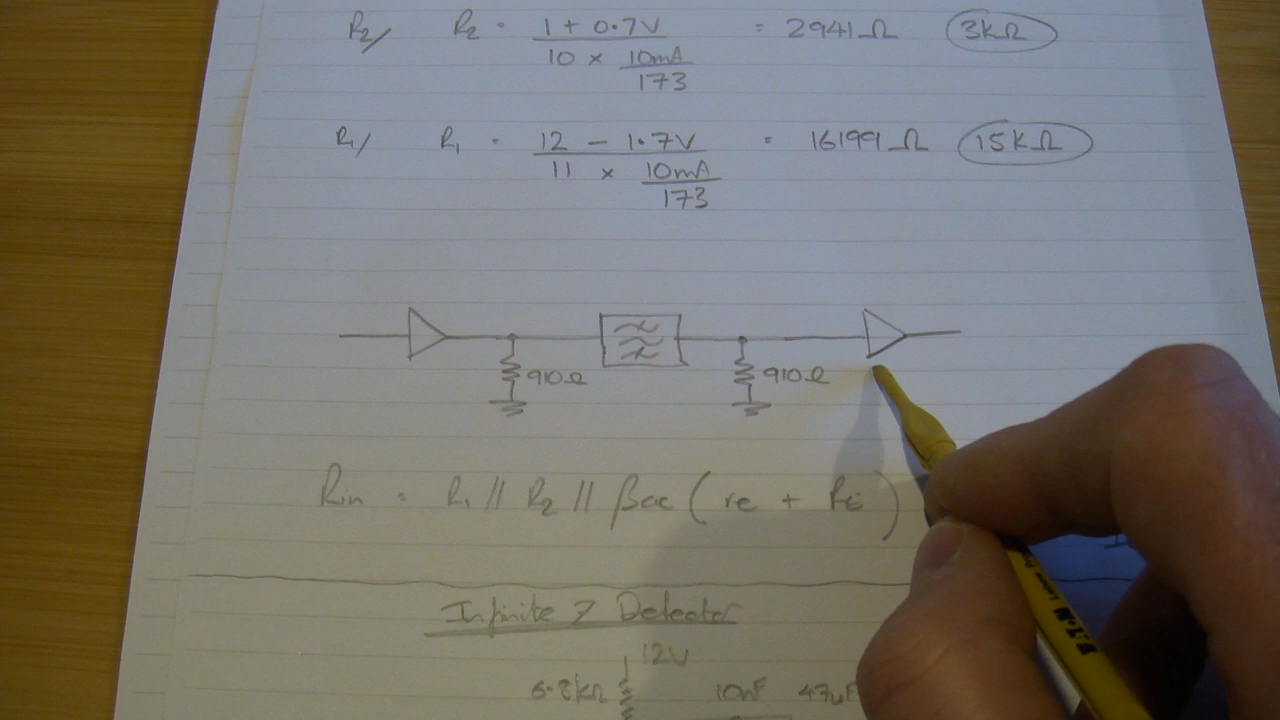 R2/ R2 = 1 + 0.7V = 2941Ω 3kΩ
10 × 10mA
173
R1/ R1 = 12 - 1.7V = 16199Ω 15kΩ
11 × 10mA
173
910Ω 910Ω
Rin = R1 // R2 // βac (re + RE)
Infinite Z Detector
12V
6.8kΩ 10nF 47uF